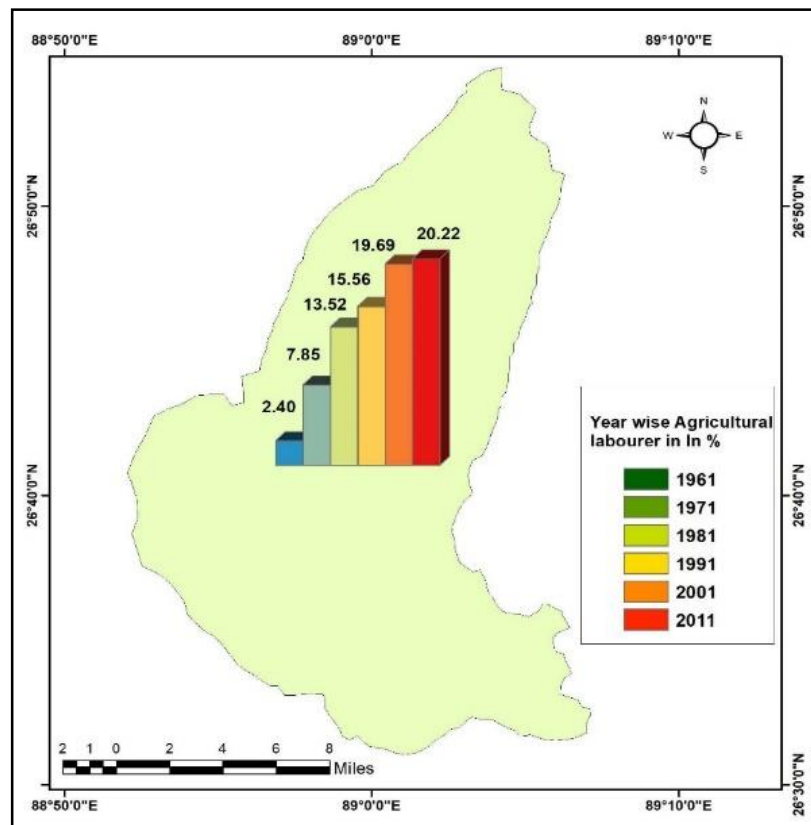 88°50'0"E 89°0'0"E 89°10'0"E
N
W E
S
26°50'0"N 26°50'0"N
20.22
19.69
15.56
13.52
7.85
2.40
Year wise Agricultural
labourer in In %
1961
1971
1981
1991
2001
2011
26°40'0"N 26°40'0"N
2 1 0 2 4 6 8
Miles
26°30'0"N
88°50'0"E 89°0'0"E 89°10'0"E